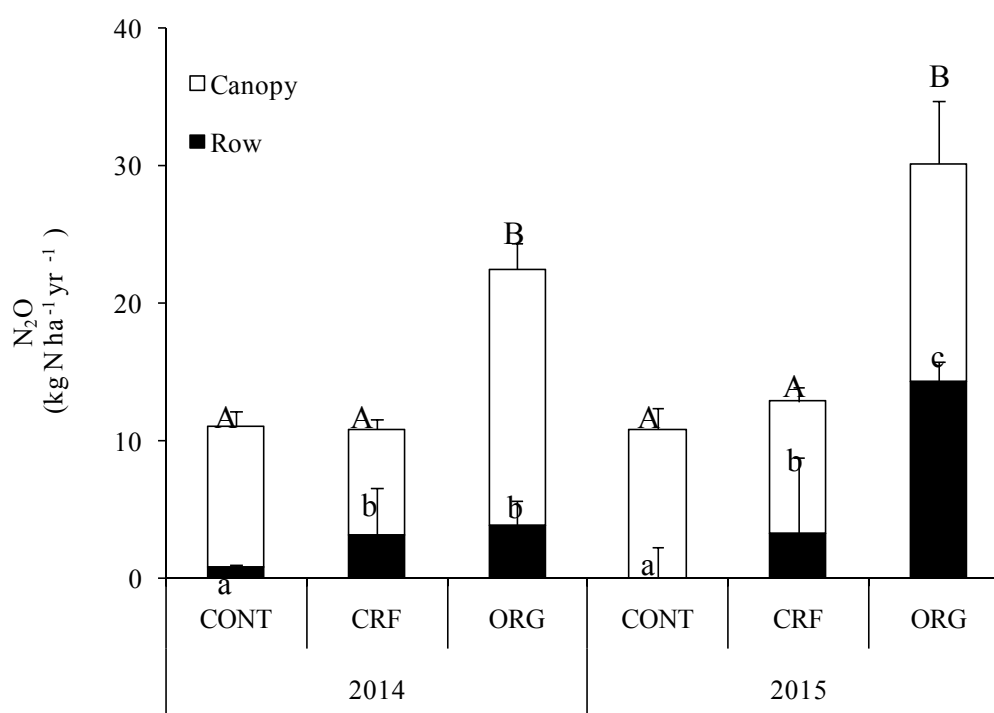 40
30
20
10
0
N₂O
(kg N ha⁻¹ yr⁻¹)
Canopy
Row
A
a
A
b
B
b
A
a
A
b
B
c
CONT CRF ORG CONT CRF ORG
2014 2015